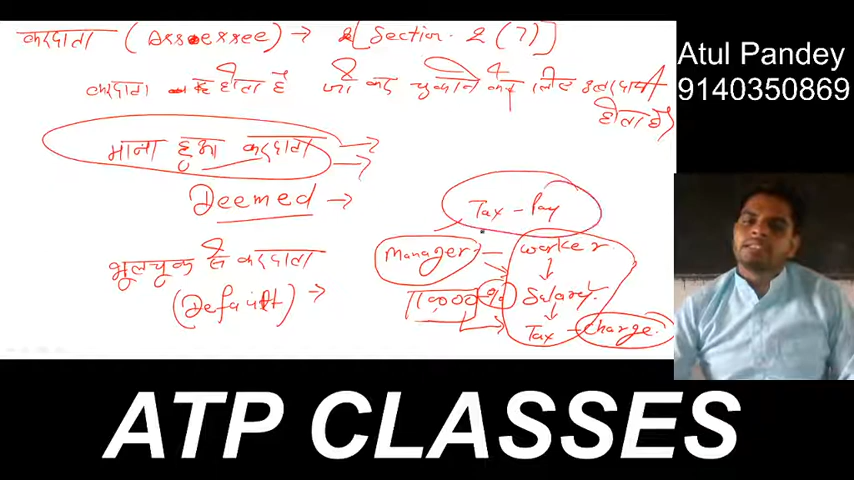 करदाता (Assessee) → [Section. 2 (7)]
करदाता वह होता है जो कर चुकाने के लिए उत्तरदायी
होता है
माना हुआ करदाता →
Deemed →
भूलचूक से करदाता
(Default) →
Tax - Pay
Manager - worker
Salary
Tax - charge
Atul Pandey
9140350869
ATP CLASSES